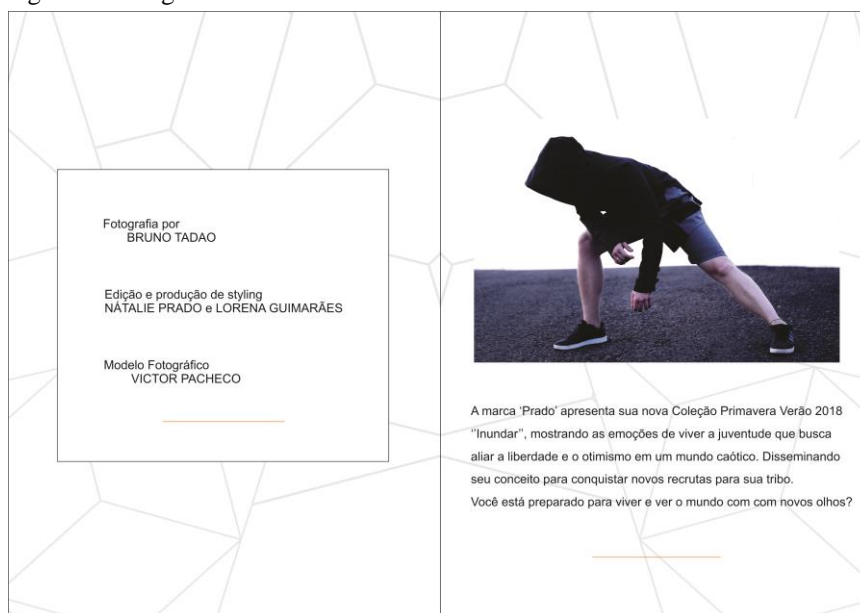 Fotografia por
BRUNO TADAO
Edição e produção de styling
NÁTALIE PRADO e LORENA GUIMARÃES
Modelo Fotográfico
VICTOR PACHECO
A marca ‘Prado’ apresenta sua nova Coleção Primavera Verão 2018
‘’Inundar’’, mostrando as emoções de viver a juventude que busca
aliar a liberdade e o otimismo em um mundo caótico. Disseminando
seu conceito para conquistar novos recrutas para sua tribo.
Você está preparado para viver e ver o mundo com com novos olhos?